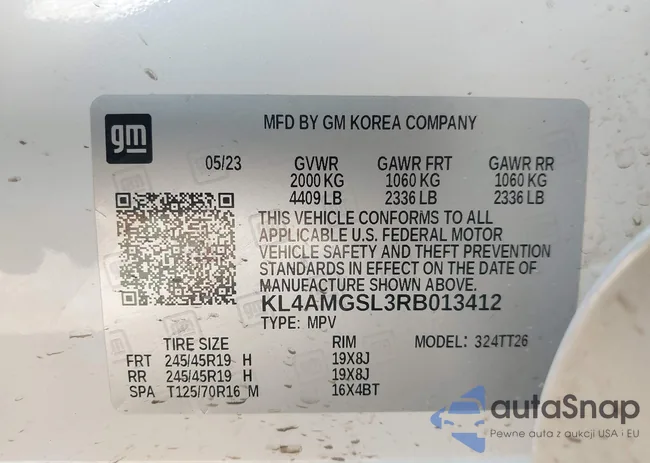 gm
MFD BY GM KOREA COMPANY
05/23 GVWR GAWR FRT GAWR RR
2000 KG 1060 KG 1060 KG
4409 LB 2336 LB 2336 LB
THIS VEHICLE CONFORMS TO ALL
APPLICABLE U.S. FEDERAL MOTOR
VEHICLE SAFETY AND THEFT PREVENTION
STANDARDS IN EFFECT ON THE DATE OF
MANUFACTURE SHOWN ABOVE.
KL4AMGSL3RB013412
TYPE: MPV
TIRE SIZE RIM MODEL: 324TT26
FRT 245/45R19 H 19X8J
RR 245/45R19 H 19X8J
SPA T125/70R16 M 16X4BT
autaSnap
Pewne auta z aukcji USA i EU